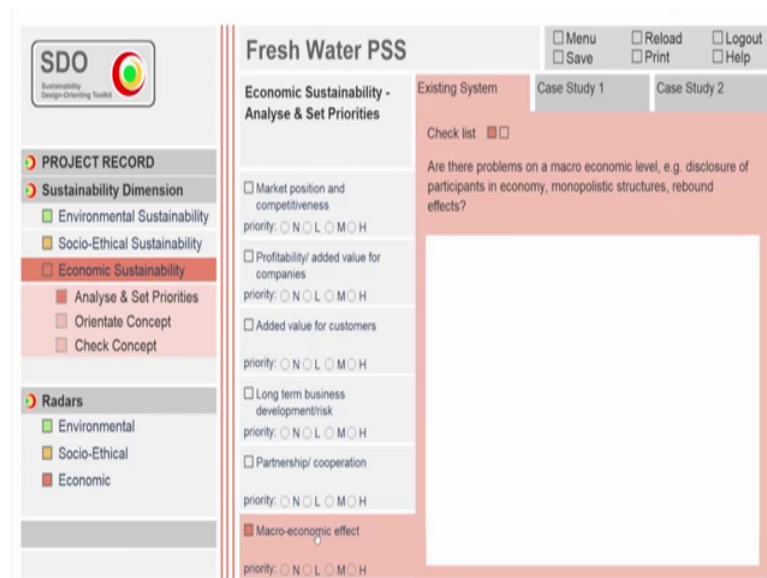 SDO
Sustainability
Design-Orienting Toolkit
PROJECT RECORD
Sustainability Dimension
Environmental Sustainability
Socio-Ethical Sustainability
Economic Sustainability
Analyse & Set Priorities
Orientate Concept
Check Concept
Radars
Environmental
Socio-Ethical
Economic
Fresh Water PSS
Menu Reload Logout
Save Print Help
Economic Sustainability -
Analyse & Set Priorities
Market position and
competitiveness
priority: N L M H
Profitability/ added value for
companies
priority: N L M H
Added value for customers
priority: N L M H
Long term business
development/risk
priority: N L M H
Partnership/ cooperation
priority: N L M H
Macro-economic effect
priority: N L M H
Existing System Case Study 1 Case Study 2
Check list
Are there problems on a macro economic level, e.g. disclosure of
participants in economy, monopolistic structures, rebound
effects?